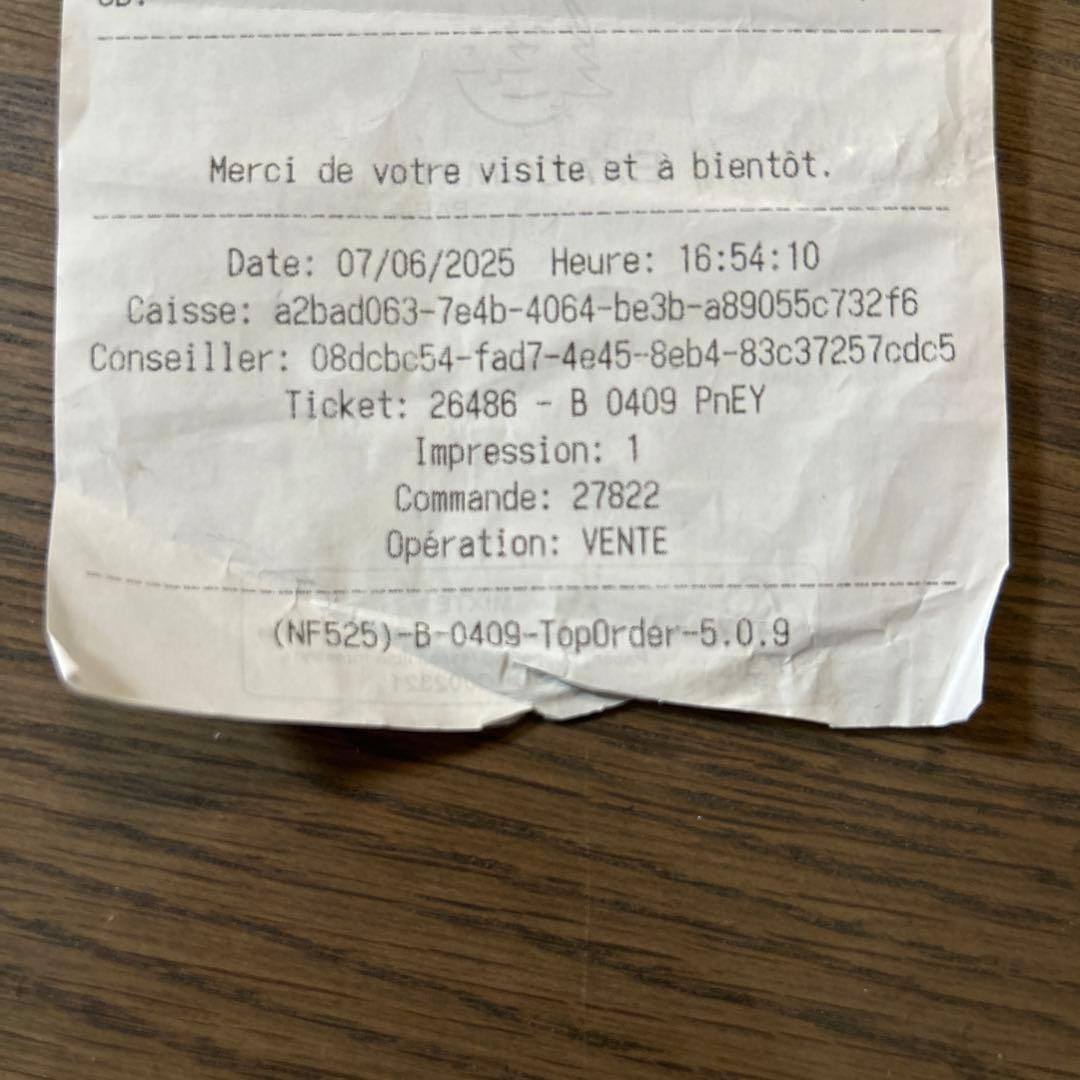 Merci de votre visite et à bientôt.
Date: 07/06/2025 Heure: 16:54:10
Caisse: a2bad063-7e4b-4064-be3b-a89055c732f6
Conseiller: 08dcbc54-fad7-4e45-8eb4-83c37257cdc5
Ticket: 26486 - B 0409 PnEY
Impression: 1
Commande: 27822
Opération: VENTE
(NF525)-B-0409-TopOrder-5.0.9